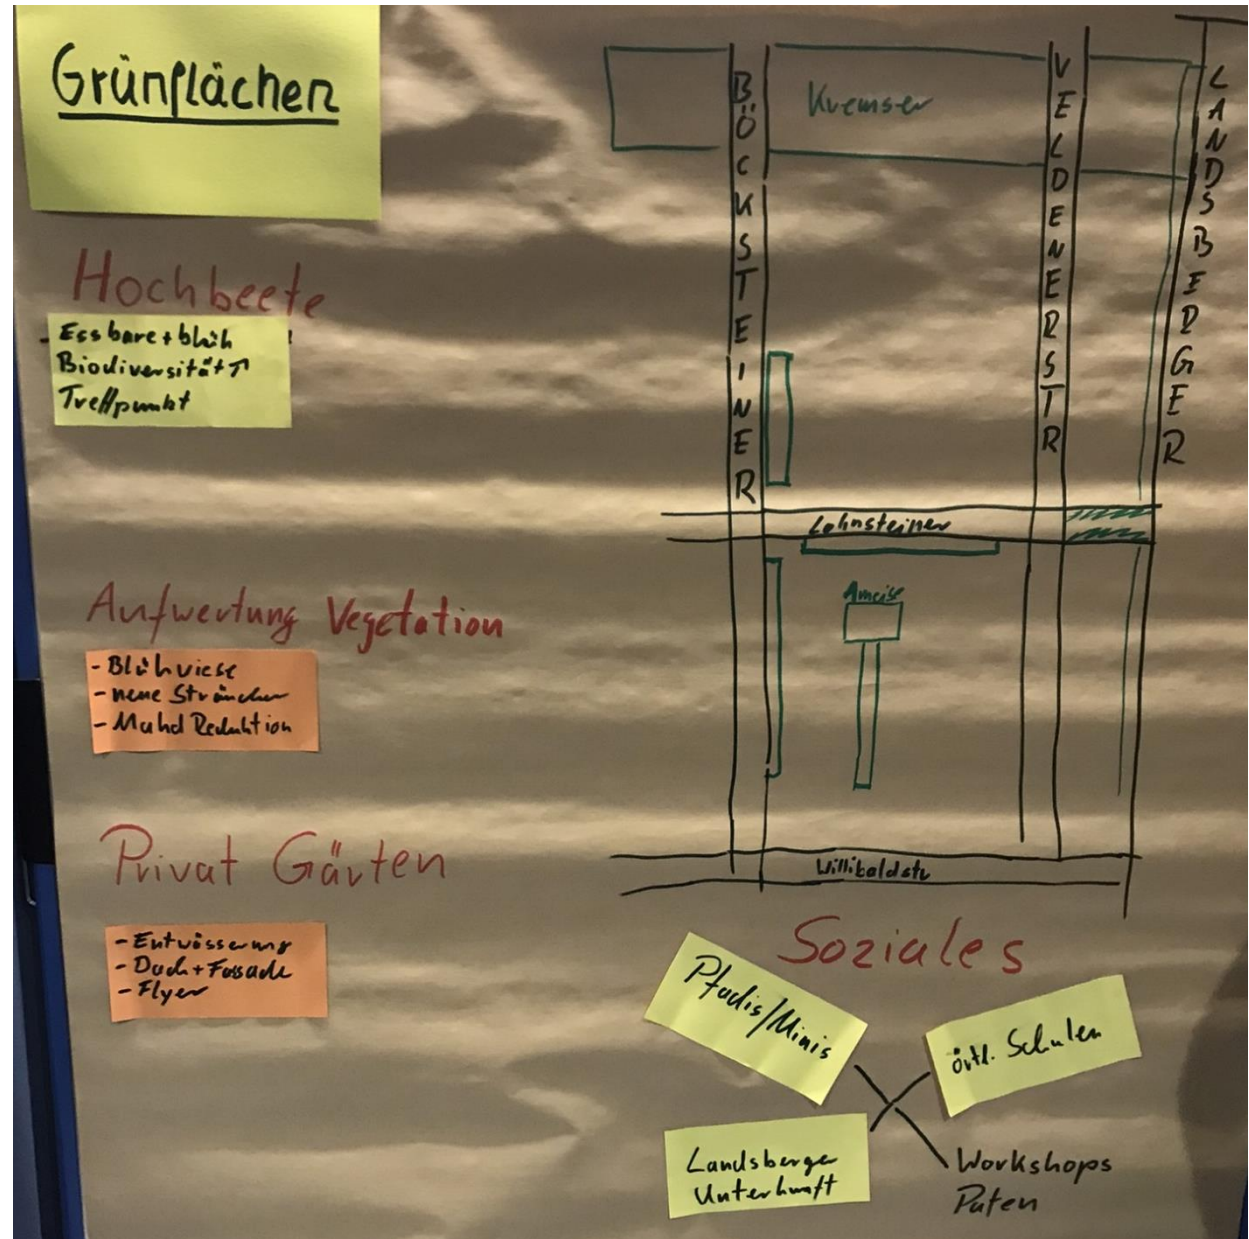 Grünflächen
Hochbeete
- Essbare + blüh
Biodiversität ↑
Treffpunkt
Aufwertung Vegetation
- Blühwiese
- neue Sträucher
- Mahd Reduktion
Privat Gärten
- Entwässerung
- Dach + Fassade
- Flyer
BÖCKSTEINER
Kremser
VELDENERSTR
LANDSBERGER
Lohnsteiner
Ameise
Willibaldstr
Soziales
Pfadis/Minis
örtl. Schulen
Landsberger
Unterkunft
Workshops
Paten